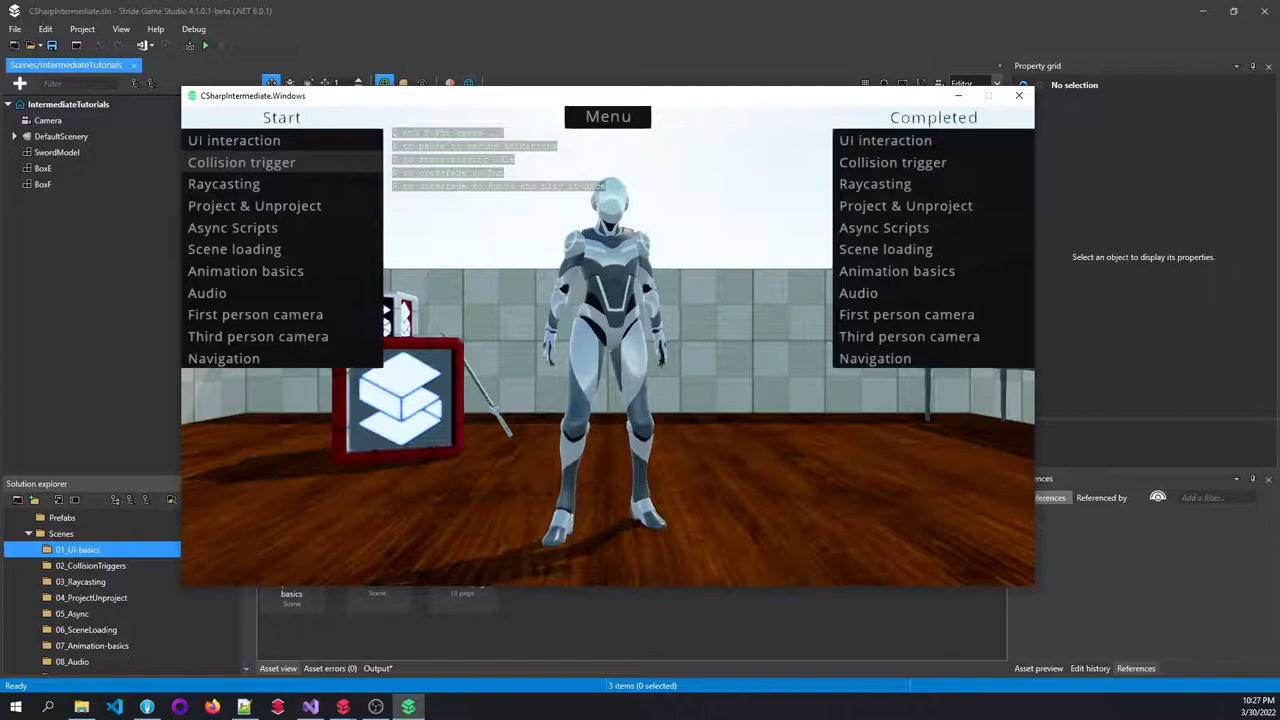 CSharpIntermediate.sln - Stride Game Studio 4.1.0.1-beta (.NET 6.0.1)
File Edit Project View Help Debug
Scenes/IntermediateTutorials
Filter
Editor
Property grid
No selection
IntermediateTutorials
Camera
DefaultScenery
SwordModel
BoxE
BoxF
CSharpIntermediate.Windows
Start
UI interaction
Collision trigger
Raycasting
Project & Unproject
Async Scripts
Scene loading
Animation basics
Audio
First person camera
Third person camera
Navigation
Menu
Completed
UI interaction
Collision trigger
Raycasting
Project & Unproject
Async Scripts
Scene loading
Animation basics
Audio
First person camera
Third person camera
Navigation
Select an object to display its properties.
Solution explorer
Prefabs
Scenes
01_UI-basics
02_CollisionTriggers
03_Raycasting
04_ProjectUnproject
05_Async
06_SceneLoading
07_Animation-basics
08_Audio
basics
Scene
Scene
UI page
Referenced by
Add a filter...
Asset view Asset errors (0) Output*
Asset preview Edit history References
Ready
3 items (0 selected)
10:27 PM
3/30/2022